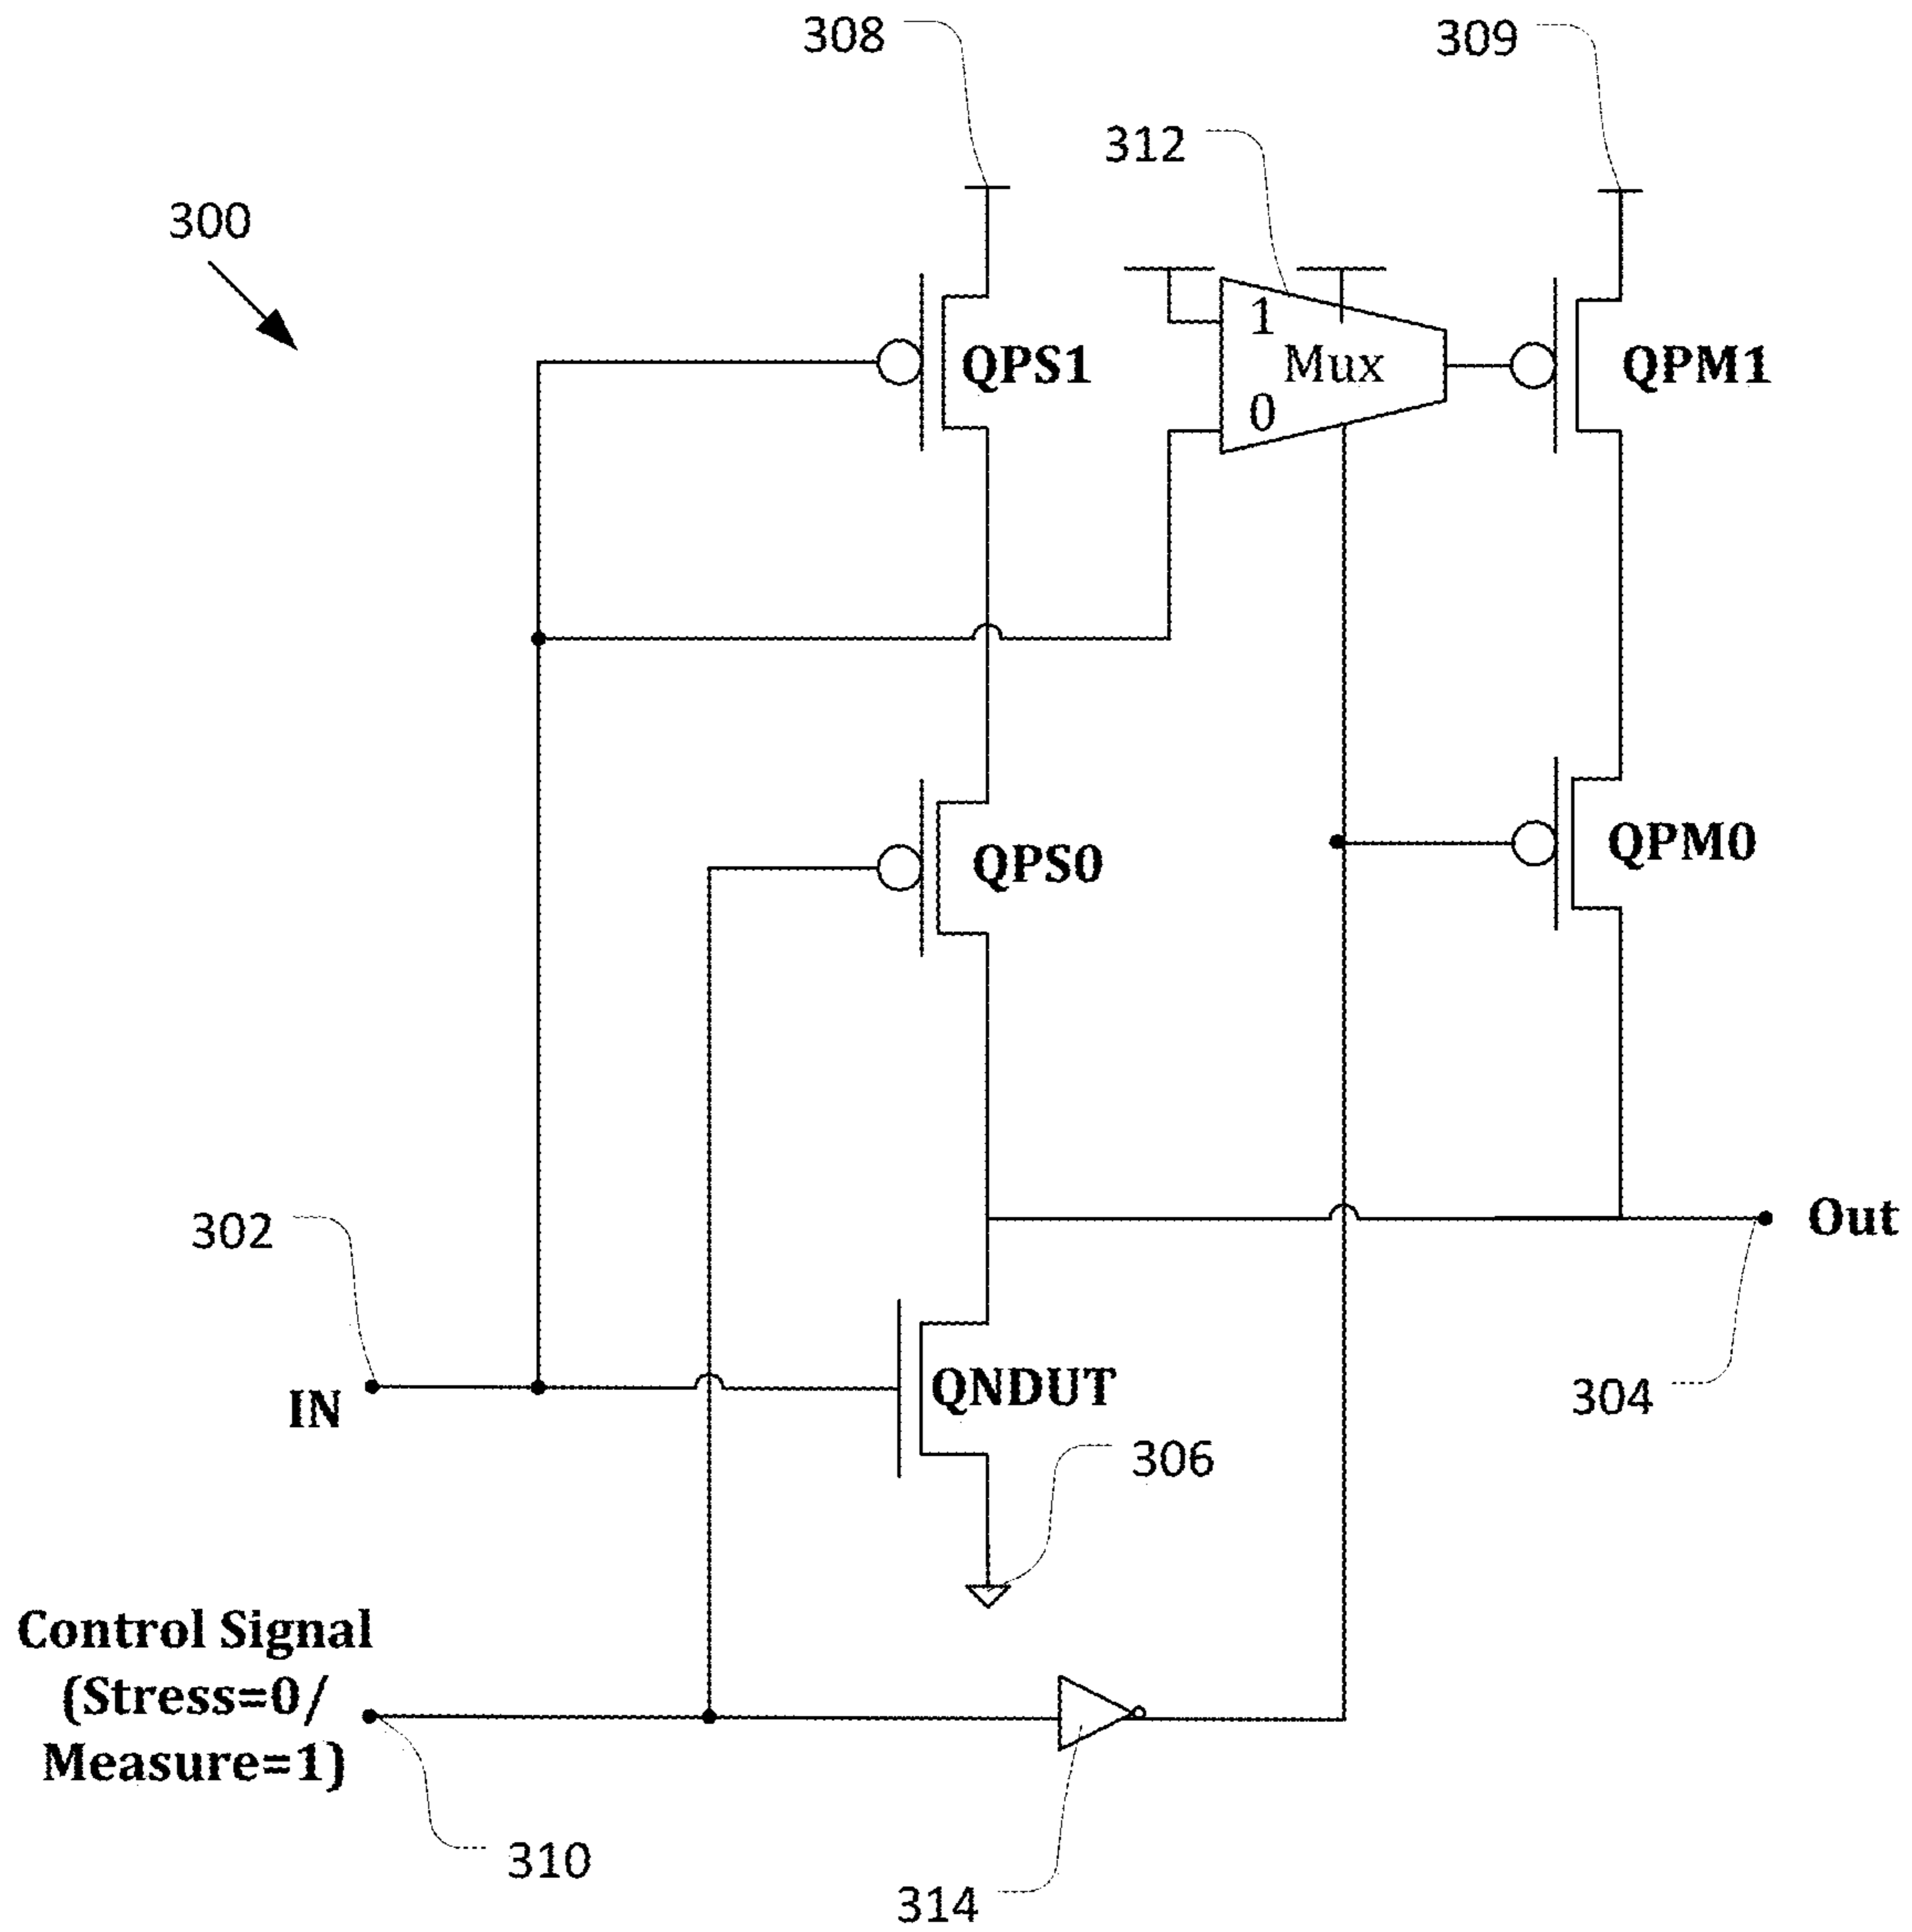 308
309
312
300
1
Mux
0
QPS1
QPM1
QPS0
QPM0
302
Out
IN
QNDUT
304
306
Control Signal
(Stress=0/
Measure=1)
310
314